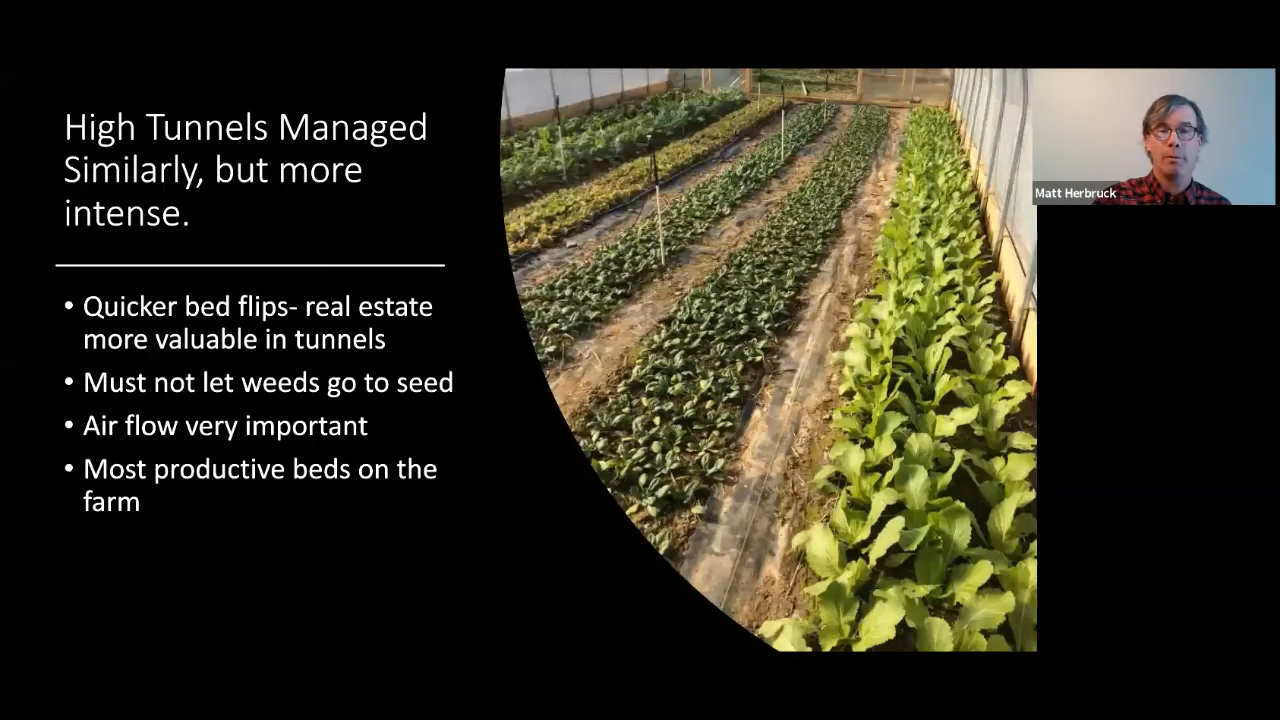 High Tunnels Managed
Similarly, but more
intense.
• Quicker bed flips- real estate
more valuable in tunnels
• Must not let weeds go to seed
• Air flow very important
• Most productive beds on the
farm
Matt Herbruck